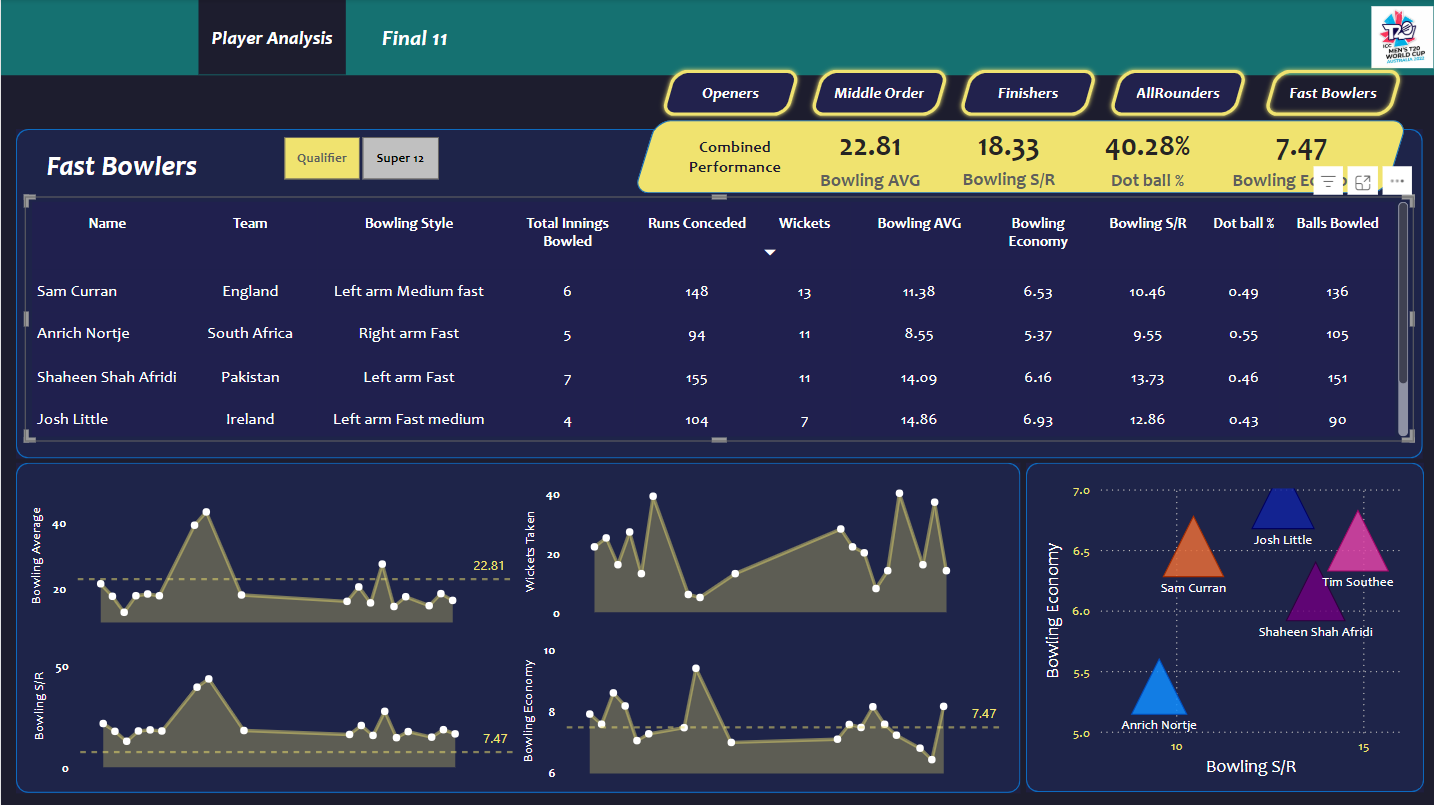 Player Analysis
Final 11
T20
ICC
MEN'S T20
WORLD CUP
AUSTRALIA 2022
Openers
Middle Order
Finishers
AllRounders
Fast Bowlers
Fast Bowlers
Qualifier
Super 12
Combined
Performance
22.81
Bowling AVG
18.33
Bowling S/R
40.28%
Dot ball %
7.47
Bowling Eco
Name Team Bowling Style Total Innings Bowled Runs Conceded Wickets Bowling AVG Bowling Economy Bowling S/R Dot ball % Balls Bowled
Sam Curran England Left arm Medium fast 6 148 13 11.38 6.53 10.46 0.49 136
Anrich Nortje South Africa Right arm Fast 5 94 11 8.55 5.37 9.55 0.55 105
Shaheen Shah Afridi Pakistan Left arm Fast 7 155 11 14.09 6.16 13.73 0.46 151
Josh Little Ireland Left arm Fast medium 4 104 7 14.86 6.93 12.86 0.43 90
Bowling Average
40
20
22.81
Wickets Taken
40
20
0
Bowling S/R
50
0
7.47
Bowling Economy
10
8
6
7.47
Bowling Economy
7.0
6.5
6.0
5.5
5.0
Josh Little
Sam Curran
Tim Southee
Shaheen Shah Afridi
Anrich Nortje
10
15
Bowling S/R